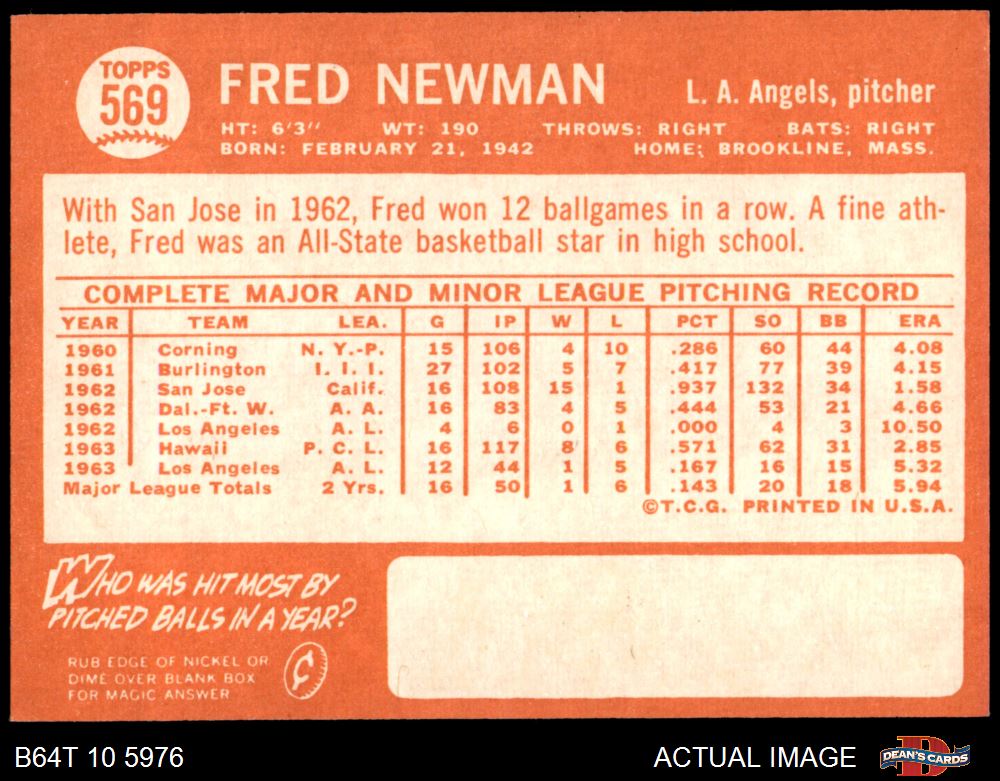 TOPPS
569
FRED NEWMAN
L. A. Angels, pitcher
HT: 6'3" WT: 190 THROWS: RIGHT BATS: RIGHT
BORN: FEBRUARY 21, 1942 HOME: BROOKLINE, MASS.
With San Jose in 1962, Fred won 12 ballgames in a row. A fine ath-
lete, Fred was an All-State basketball star in high school.
COMPLETE MAJOR AND MINOR LEAGUE PITCHING RECORD
YEAR TEAM LEA. G IP W L PCT SO BB ERA
1960 Corning N. Y.-P. 15 106 4 10 .286 60 44 4.08
1961 Burlington I. I. I. 27 102 5 7 .417 77 39 4.15
1962 San Jose Calif. 16 108 15 1 .937 132 34 1.58
1962 Dal.-Ft. W. A. A. 16 83 4 5 .444 53 21 4.66
1962 Los Angeles A. L. 4 6 0 1 .000 4 3 10.50
1963 Hawaii P. C. L. 16 117 8 6 .571 62 31 2.85
1963 Los Angeles A. L. 12 44 1 5 .167 16 15 5.32
Major League Totals 2 Yrs. 16 50 1 6 .143 20 18 5.94
©T.C.G. PRINTED IN U.S.A.
WHO WAS HIT MOST BY
PITCHED BALLS IN A YEAR?
RUB EDGE OF NICKEL OR
DIME OVER BLANK BOX
FOR MAGIC ANSWER
¢
B64T 10 5976 ACTUAL IMAGE
D
DEAN'S CARDS